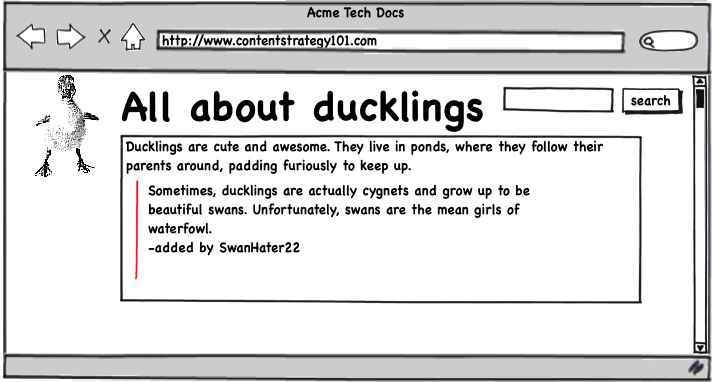 Acme Tech Docs
http://www.contentstrategy101.com
All about ducklings
search
Ducklings are cute and awesome. They live in ponds, where they follow their
parents around, padding furiously to keep up.
Sometimes, ducklings are actually cygnets and grow up to be
beautiful swans. Unfortunately, swans are the mean girls of
waterfowl.
-added by SwanHater22